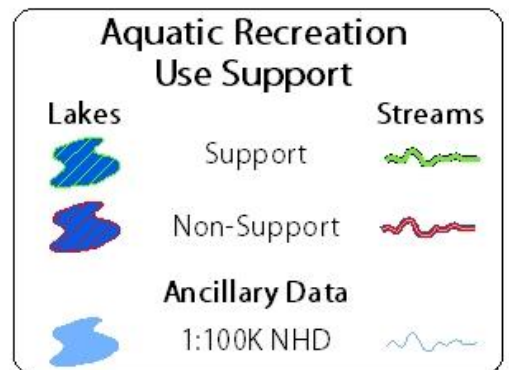 Aquatic Recreation
Use Support
Lakes
Streams
Support
Non-Support
Ancillary Data
1:100K NHD